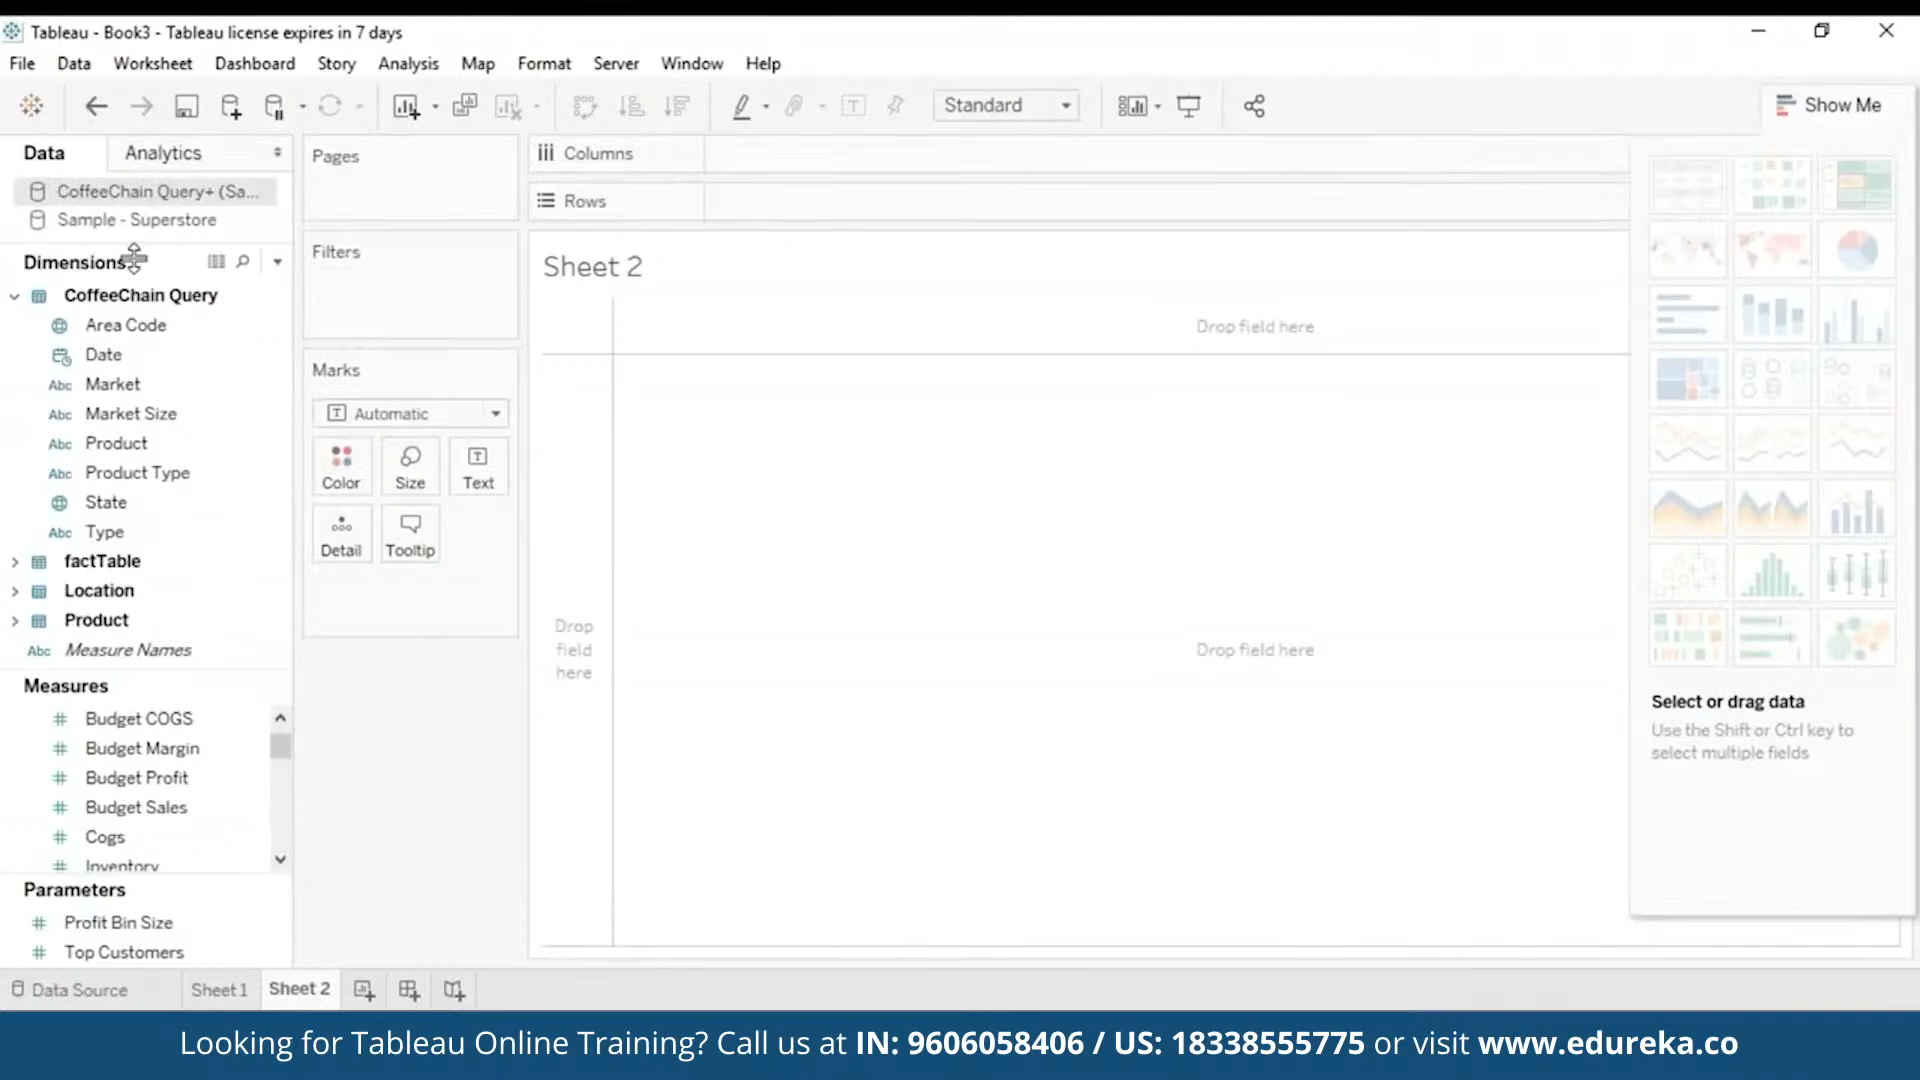 Tableau - Book3 - Tableau license expires in 7 days
File Data Worksheet Dashboard Story Analysis Map Format Server Window Help
Standard
Show Me
Data Analytics
CoffeeChain Query+ (Sa...
Sample - Superstore
Dimensions
CoffeeChain Query
Area Code
Date
Abc Market
Abc Market Size
Abc Product
Abc Product Type
State
Abc Type
factTable
Location
Product
Abc Measure Names
Measures
# Budget COGS
# Budget Margin
# Budget Profit
# Budget Sales
# Cogs
# Inventory
Parameters
# Profit Bin Size
# Top Customers
Pages
Filters
Marks
Automatic
Color Size Text
Detail Tooltip
Columns
Rows
Sheet 2
Drop field here
Drop
field
here
Drop field here
Select or drag data
Use the Shift or Ctrl key to
select multiple fields
Data Source Sheet 1 Sheet 2
Looking for Tableau Online Training? Call us at IN: 9606058406 / US: 18338555775 or visit www.edureka.co